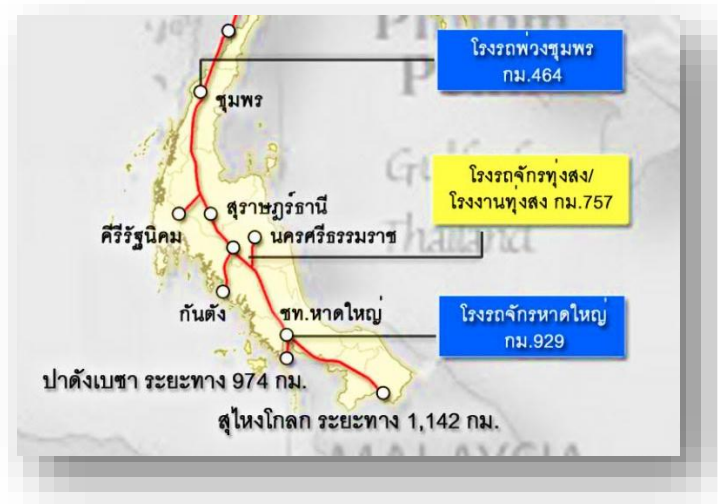 โรงรถพ่วงชุมพร
กม.464
ชุมพร
โรงรถจักรทุ่งสง/
โรงงานทุ่งสง กม.757
สุราษฎร์ธานี
คีรีรัฐนิคม
นครศรีธรรมราช
กันตัง
ชท.หาดใหญ่
โรงรถจักรหาดใหญ่
กม.929
ปาดังเบซา ระยะทาง 974 กม.
สุไหงโกลก ระยะทาง 1,142 กม.
Gulf
Thailand
MALAYSIA